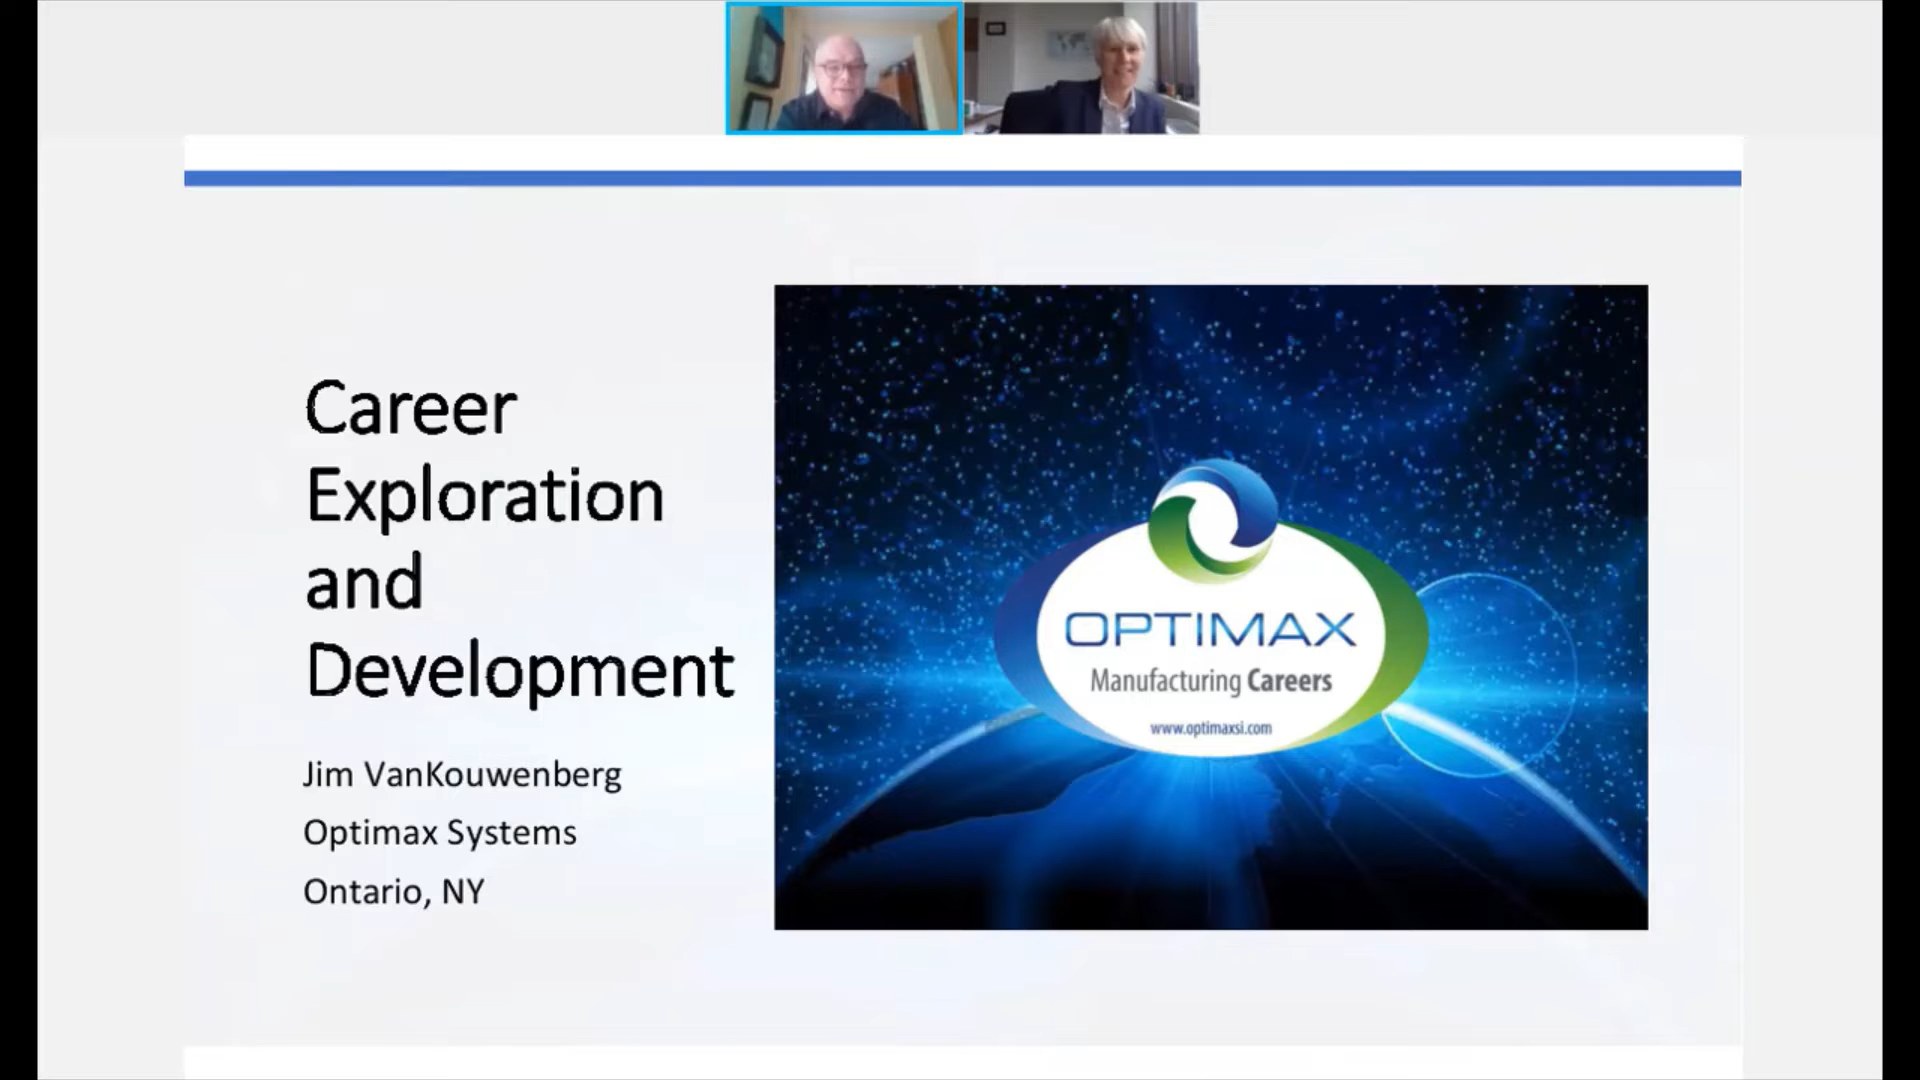 Career
Exploration
and
Development
Jim VanKouwenberg
Optimax Systems
Ontario, NY
OPTIMAX
Manufacturing Careers
www.optimaxsi.com